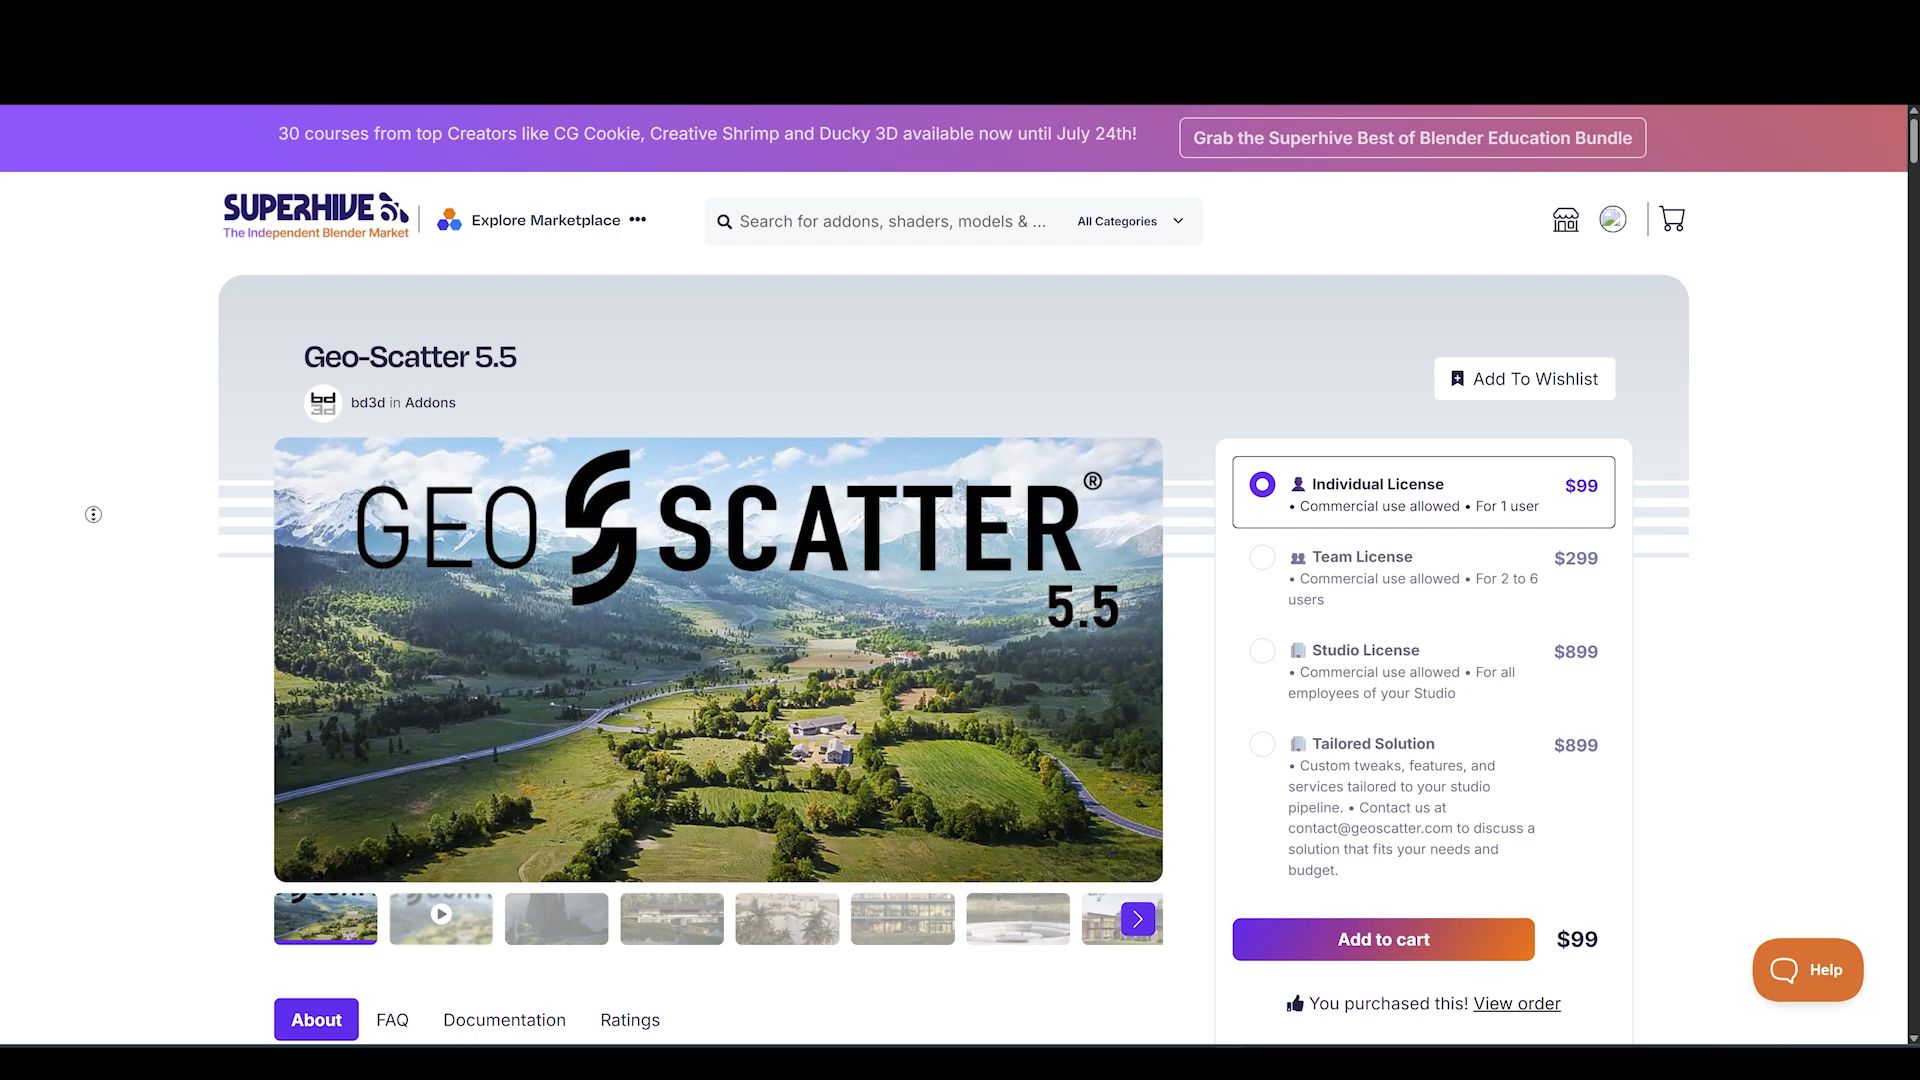 30 courses from top Creators like CG Cookie, Creative Shrimp and Ducky 3D available now until July 24th!
Grab the Superhive Best of Blender Education Bundle
SUPERHIVE
The Independent Blender Market
Explore Marketplace •••
Search for addons, shaders, models & ...
All Categories
Geo-Scatter 5.5
bd3d
bd3d in Addons
Add To Wishlist
GEO SCATTER®
5.5
Individual License $99
• Commercial use allowed • For 1 user
Team License $299
• Commercial use allowed • For 2 to 6
users
Studio License $899
• Commercial use allowed • For all
employees of your Studio
Tailored Solution $899
• Custom tweaks, features, and
services tailored to your studio
pipeline. • Contact us at
contact@geoscatter.com to discuss a
solution that fits your needs and
budget.
Add to cart $99
Help
You purchased this! View order
About FAQ Documentation Ratings